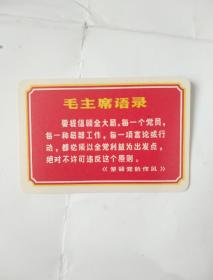 毛主席语录
要提倡顾全大局。每一个党员，
每一种局部工作，每一项言论或行
动，都必须以全党利益为出发点，
绝对不许可违反这个原则。
《整顿党的作风》